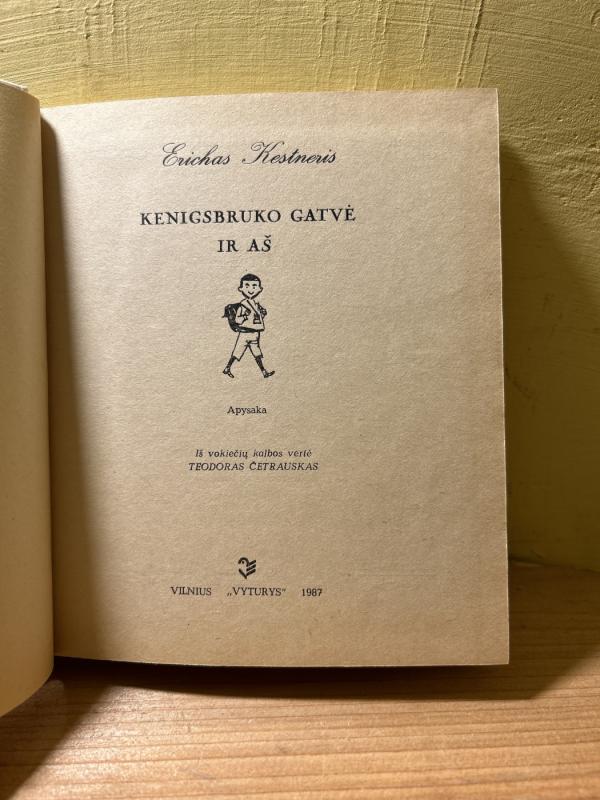 Erichas Kestneris
KENIGSBRUKO GATVĖ
IR AŠ
Apysaka
Iš vokiečių kalbos vertė
TEODORAS ČETRAUSKAS
VILNIUS „VYTURYS“ 1987